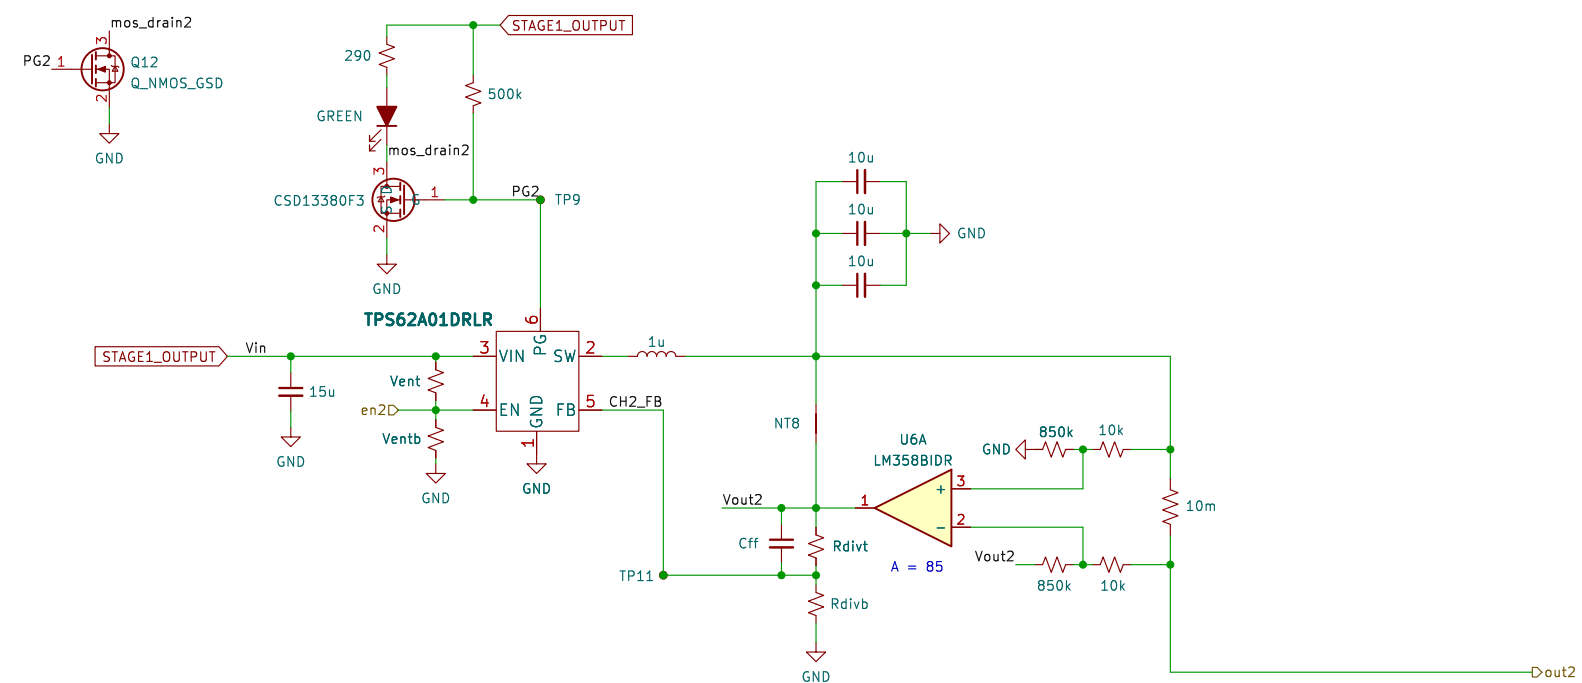 mos_drain2
3
PG2
1
Q12
Q_NMOS_GSD
2
GND
STAGE1_OUTPUT
290
500k
GREEN
mos_drain2
3
D
CSD13380F3
G
1
S
PG2
TP9
2
GND
10u
10u
GND
10u
TPS62A01DRLR
6
STAGE1_OUTPUT
Vin
3
VIN
PG
SW
2
1u
15u
Vent
en2
4
EN
GND
FB
5
CH2_FB
Ventb
1
GND
GND
GND
NT8
U6A
LM358BIDR
GND
850k
10k
Vout2
1
+
3
-
2
10m
Cff
Rdivt
A = 85
Vout2
850k
10k
TP11
Rdivb
GND
out2